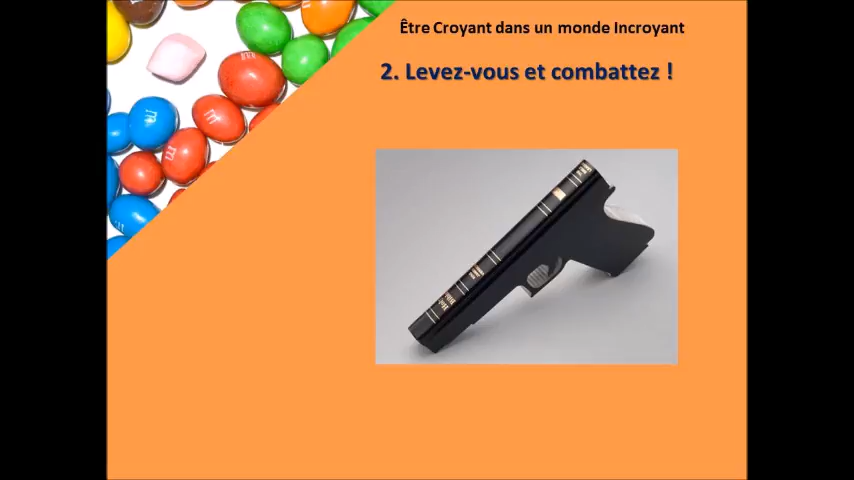 Être Croyant dans un monde Incroyant
2. Levez-vous et combattez !